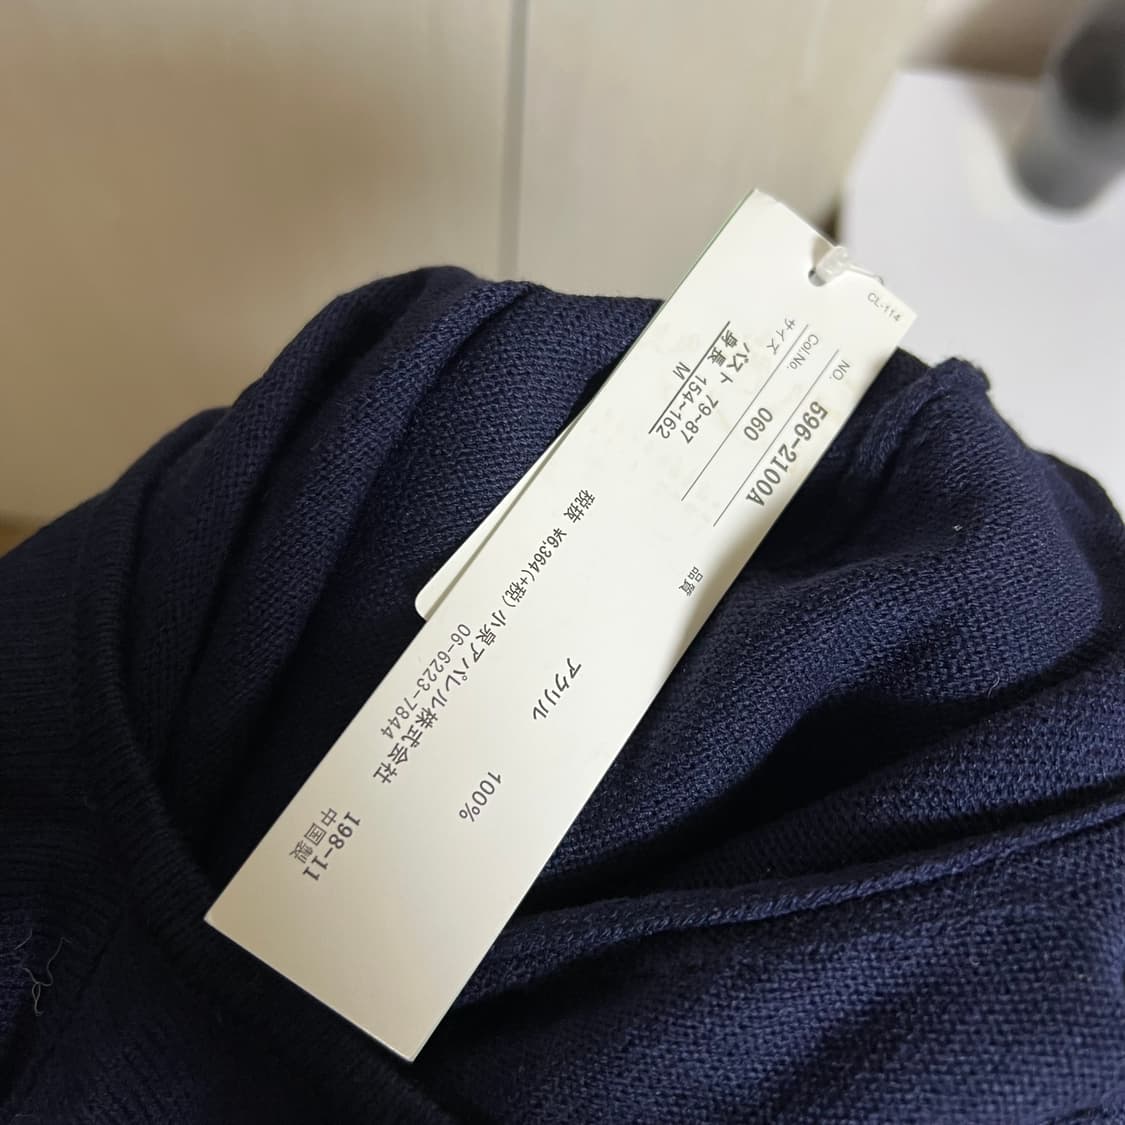 CL-114
NO. 596-2100A
Col.No. 060
サイズ
バスト 79~87
身長 154~162
M
品質
アクリル 100%
税抜 ¥6,364(+税)
小泉アパレル株式会社
06-6223-7844
198-11
中国製